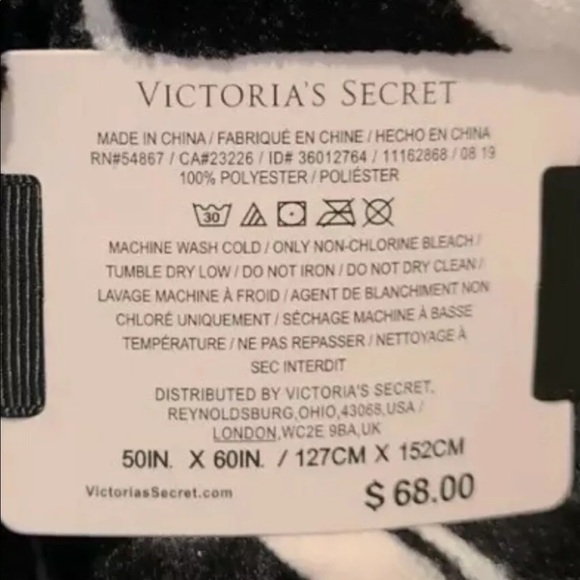 VICTORIA'S SECRET
MADE IN CHINA / FABRIQUÉ EN CHINE / HECHO EN CHINA
RN#54867 / CA#23226 / ID# 36012764 / 11162868 / 08 19
100% POLYESTER / POLIÉSTER
30
MACHINE WASH COLD / ONLY NON-CHLORINE BLEACH /
TUMBLE DRY LOW / DO NOT IRON / DO NOT DRY CLEAN /
LAVAGE MACHINE À FROID / AGENT DE BLANCHIMENT NON
CHLORÉ UNIQUEMENT / SÉCHAGE MACHINE À BASSE
TEMPÉRATURE / NE PAS REPASSER / NETTOYAGE À
SEC INTERDIT
DISTRIBUTED BY VICTORIA'S SECRET,
REYNOLDSBURG,OHIO,43068,USA /
LONDON,WC2E 9BA,UK
50IN. X 60IN. / 127CM X 152CM
VictoriasSecret.com
$ 68.00